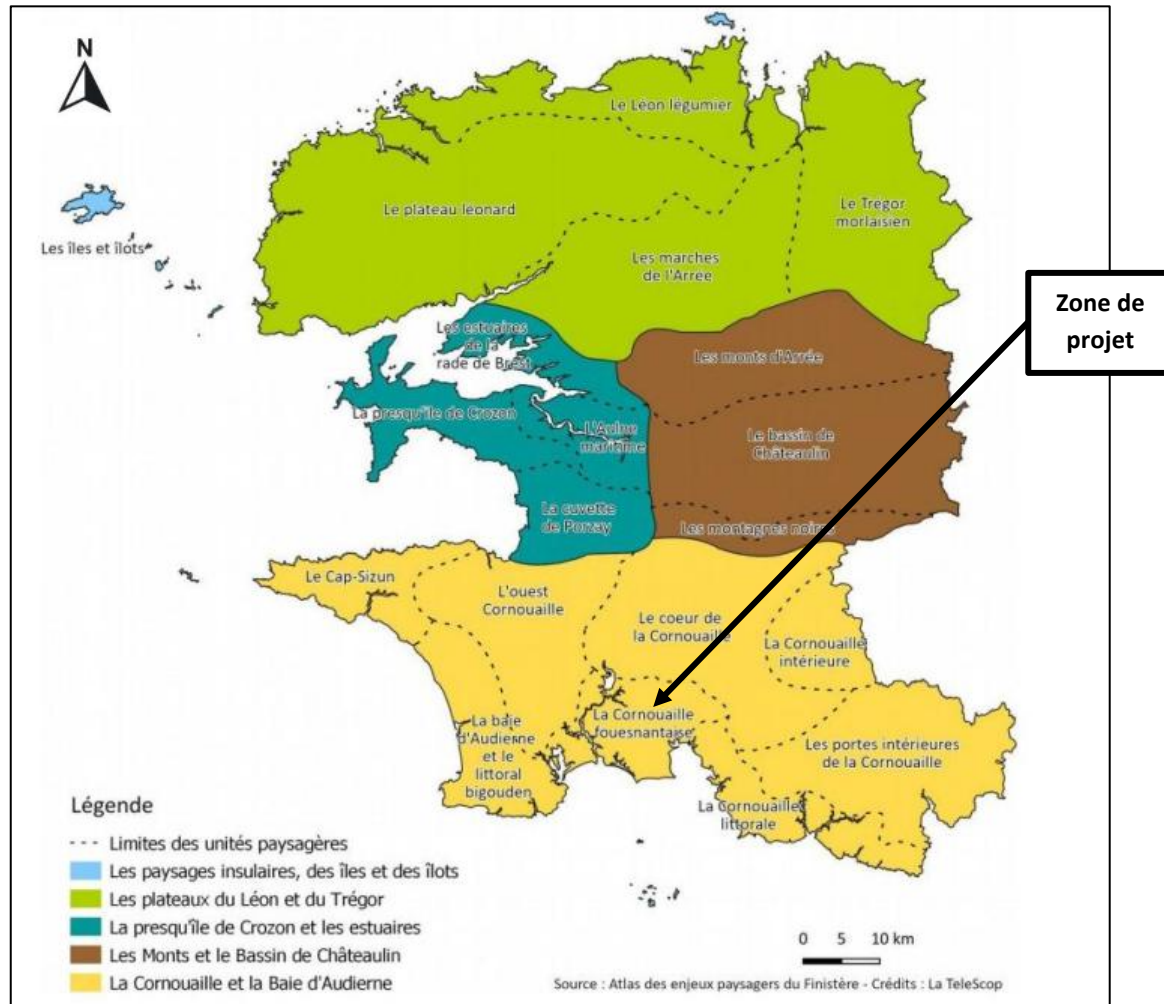 N
Le Léon légumier
Le plateau léonard
Le Trégor
morlaisien
Les îles et îlots
Les marches
de l'Arrée
Zone de
projet
Les estuaires
de la
rade de Brest
Les monts d'Arrée
La presqu'île de Crozon
L'Aulne
maritime
Le bassin de
Châteaulin
La cuvette
de Porzay
Les montagnes noires
Le Cap-Sizun
L'ouest
Cornouaille
Le coeur de
la Cornouaille
La Cornouaille
intérieure
La baie
d'Audierne
et le
littoral
bigouden
La Cornouaille
fouesnantaise
Les portes intérieures
de la Cornouaille
La Cornouaille
littorale
Légende
Limites des unités paysagères
Les paysages insulaires, des îles et des îlots
Les plateaux du Léon et du Trégor
La presqu'île de Crozon et les estuaires
Les Monts et le Bassin de Châteaulin
La Cornouaille et la Baie d'Audierne
0 5 10 km
Source : Atlas des enjeux paysagers du Finistère - Crédits : La TeleScop